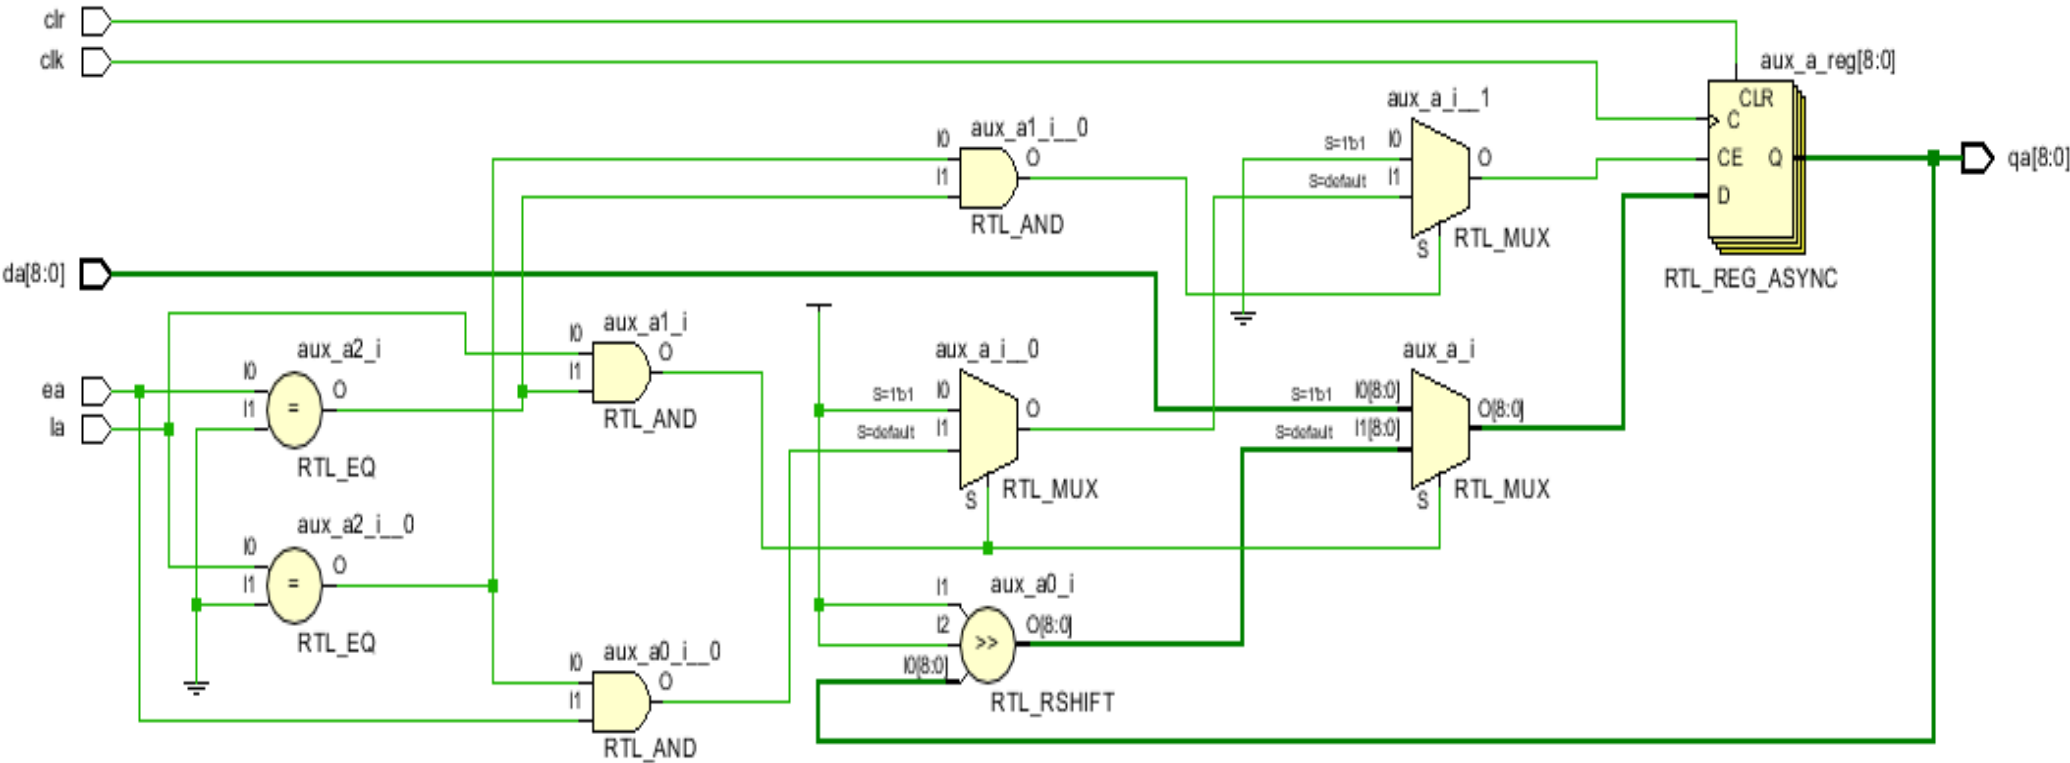 clr
clk
aux_a_reg[8:0]
CLR
C
CE
Q
D
RTL_REG_ASYNC
qa[8:0]
aux_a_i__1
S=1'b1
I0
S=default
I1
O
S
RTL_MUX
aux_a1_i__0
I0
I1
O
RTL_AND
da[8:0]
aux_a1_i
I0
I1
O
RTL_AND
aux_a2_i
I0
I1
=
O
RTL_EQ
ea
la
aux_a_i__0
S=1'b1
I0
S=default
I1
O
S
RTL_MUX
aux_a_i
S=1'b1
I0[8:0]
S=default
I1[8:0]
O[8:0]
S
RTL_MUX
aux_a2_i__0
I0
I1
=
O
RTL_EQ
aux_a0_i
I1
I2
I0[8:0]
>>
O[8:0]
RTL_RSHIFT
aux_a0_i__0
I0
I1
O
RTL_AND